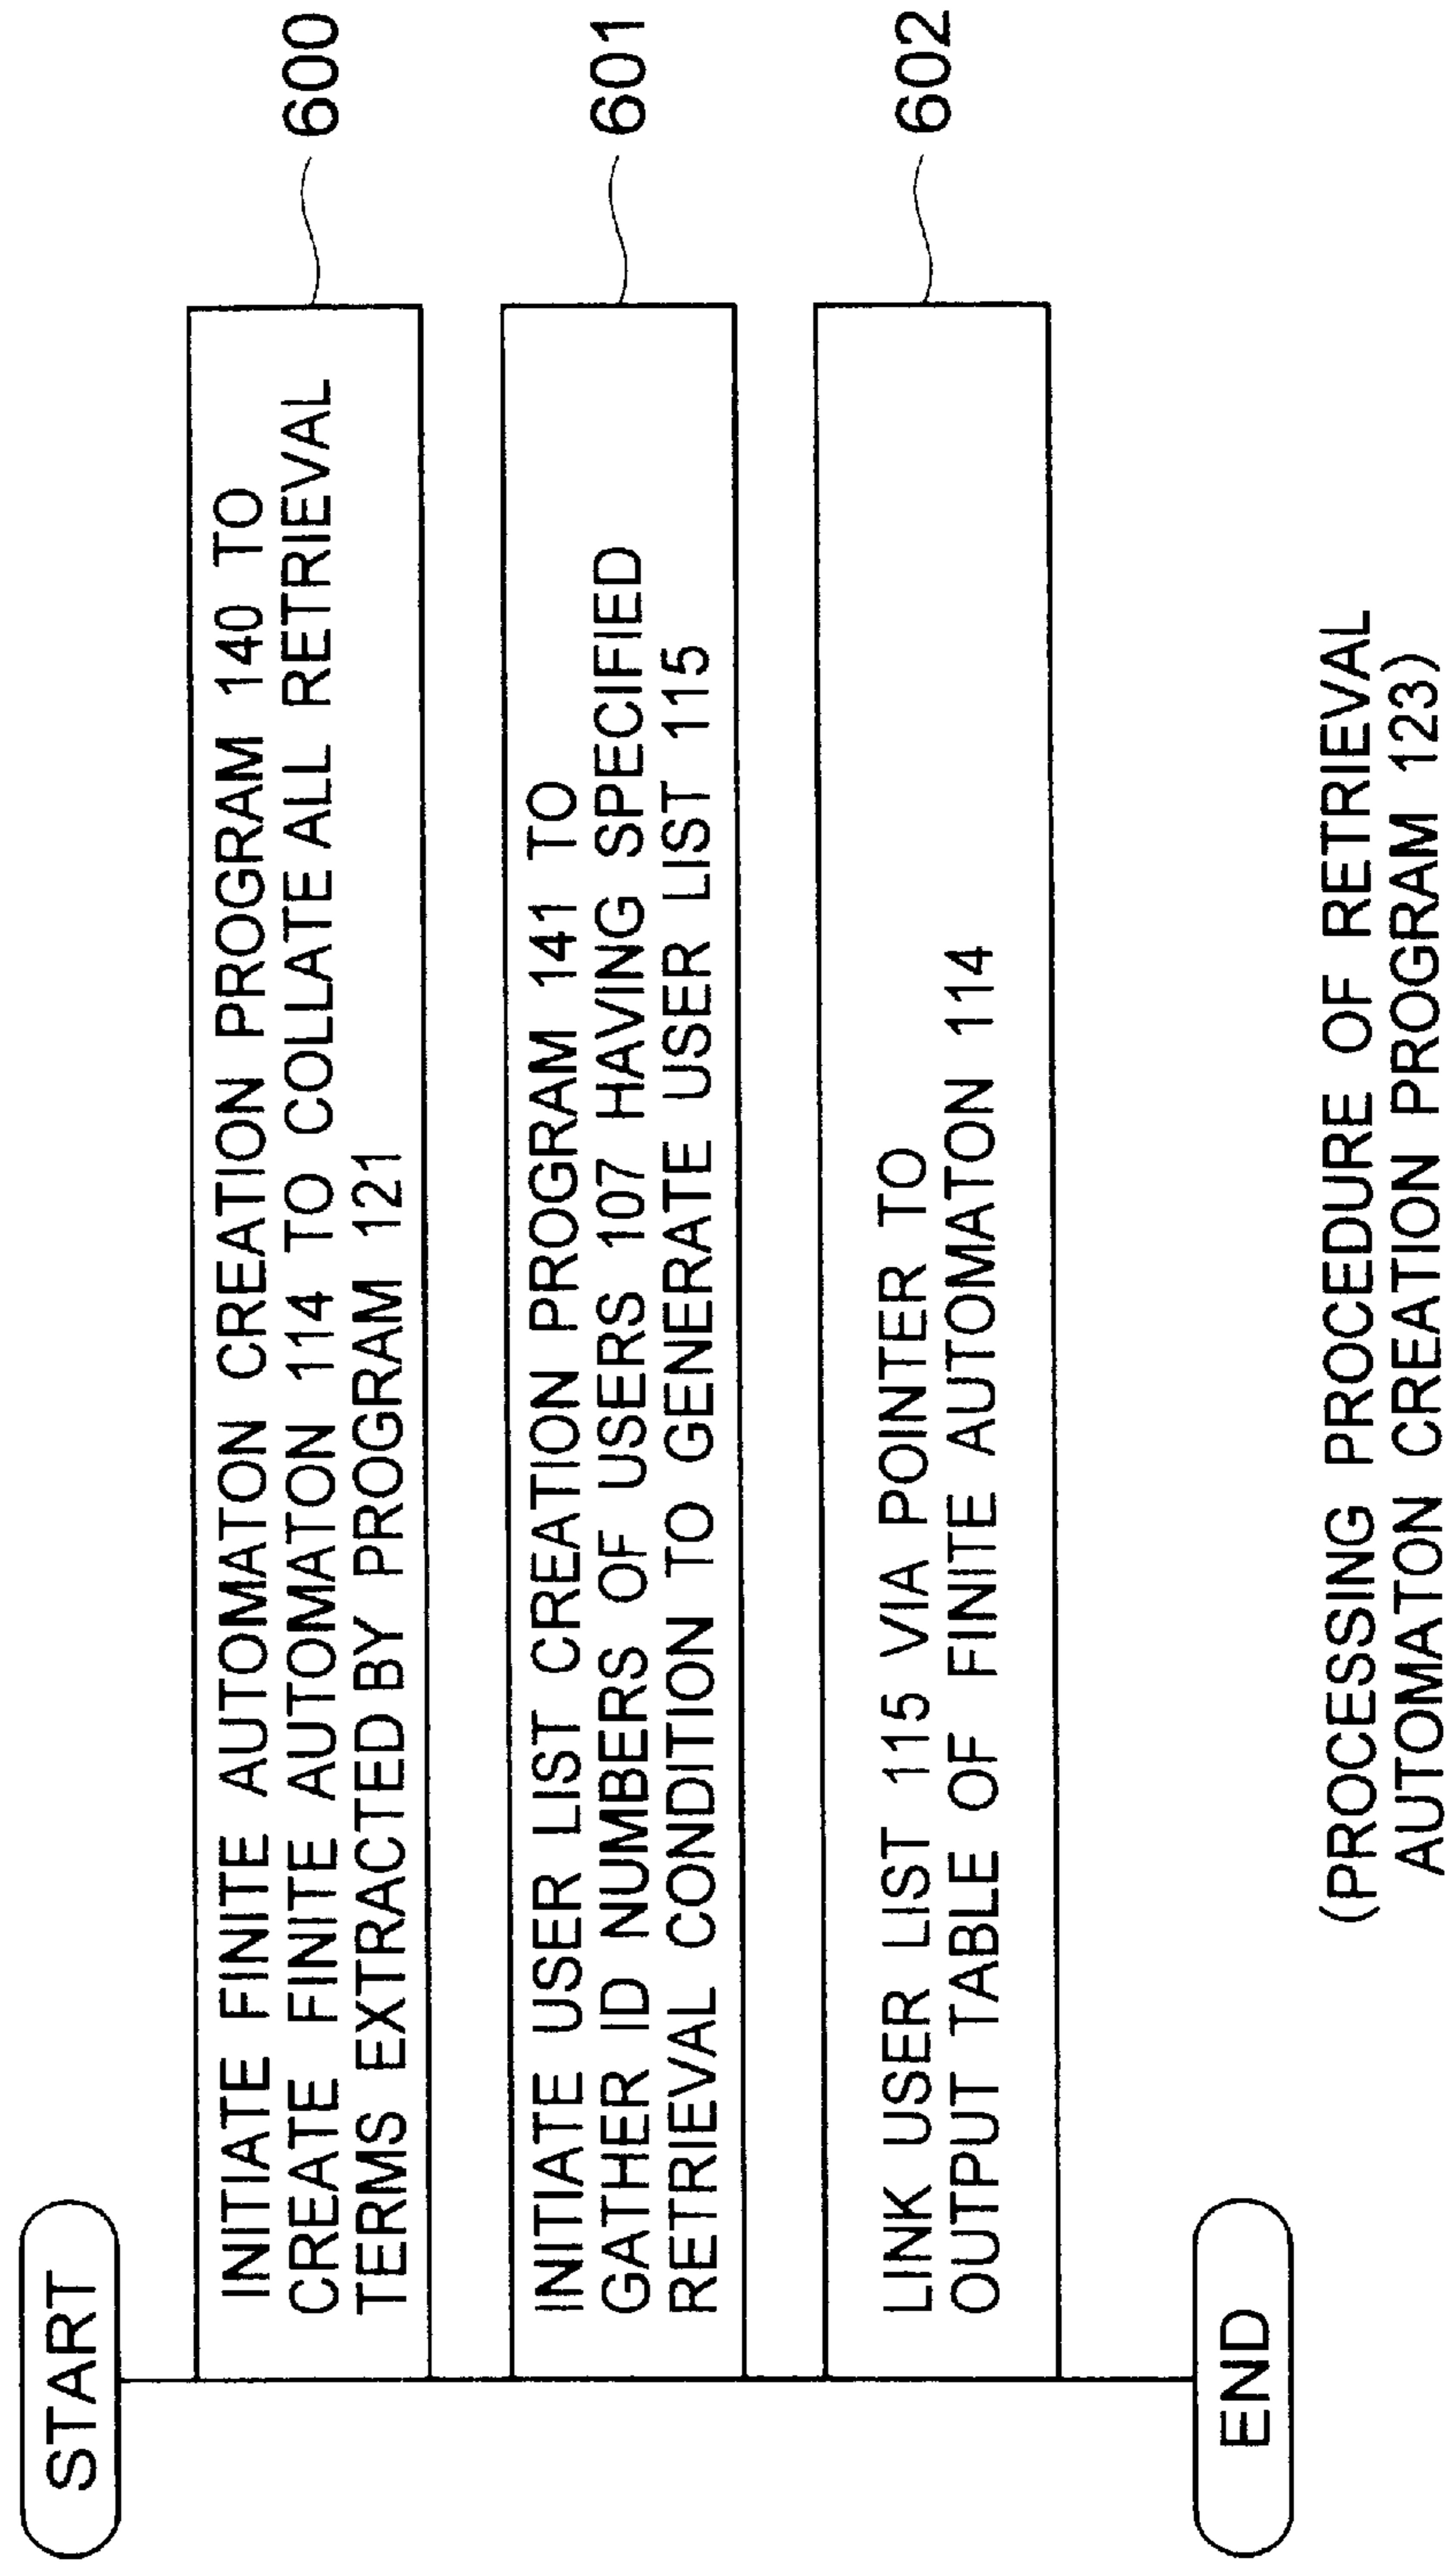 START
INITIATE FINITE AUTOMATON CREATION PROGRAM 140 TO
CREATE FINITE AUTOMATON 114 TO COLLATE ALL RETRIEVAL
TERMS EXTRACTED BY PROGRAM 121
600
INITIATE USER LIST CREATION PROGRAM 141 TO
GATHER ID NUMBERS OF USERS 107 HAVING SPECIFIED
RETRIEVAL CONDITION TO GENERATE USER LIST 115
601
LINK USER LIST 115 VIA POINTER TO
OUTPUT TABLE OF FINITE AUTOMATON 114
602
END
(PROCESSING PROCEDURE OF RETRIEVAL
AUTOMATON CREATION PROGRAM 123)